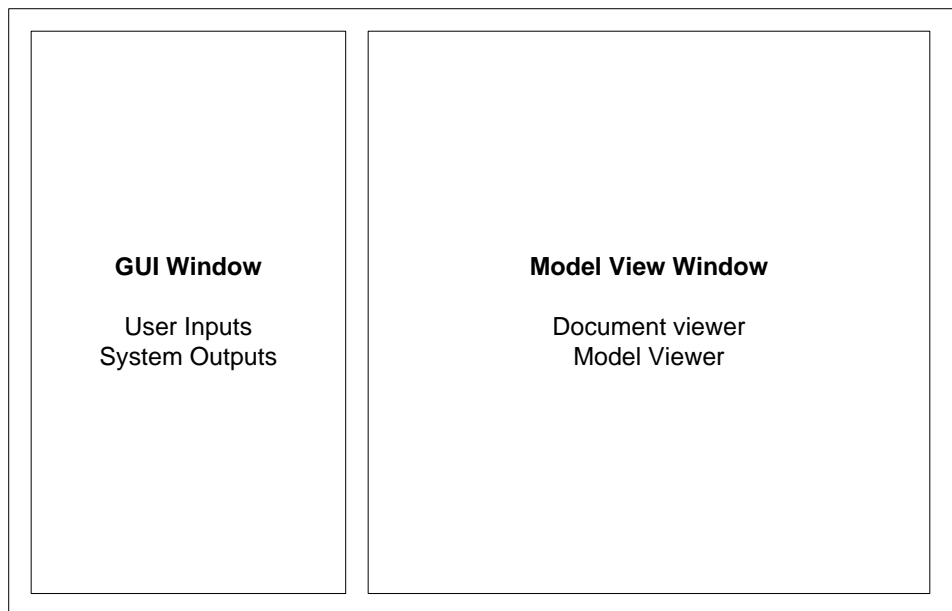 GUI Window
User Inputs
System Outputs
Model View Window
Document viewer
Model Viewer